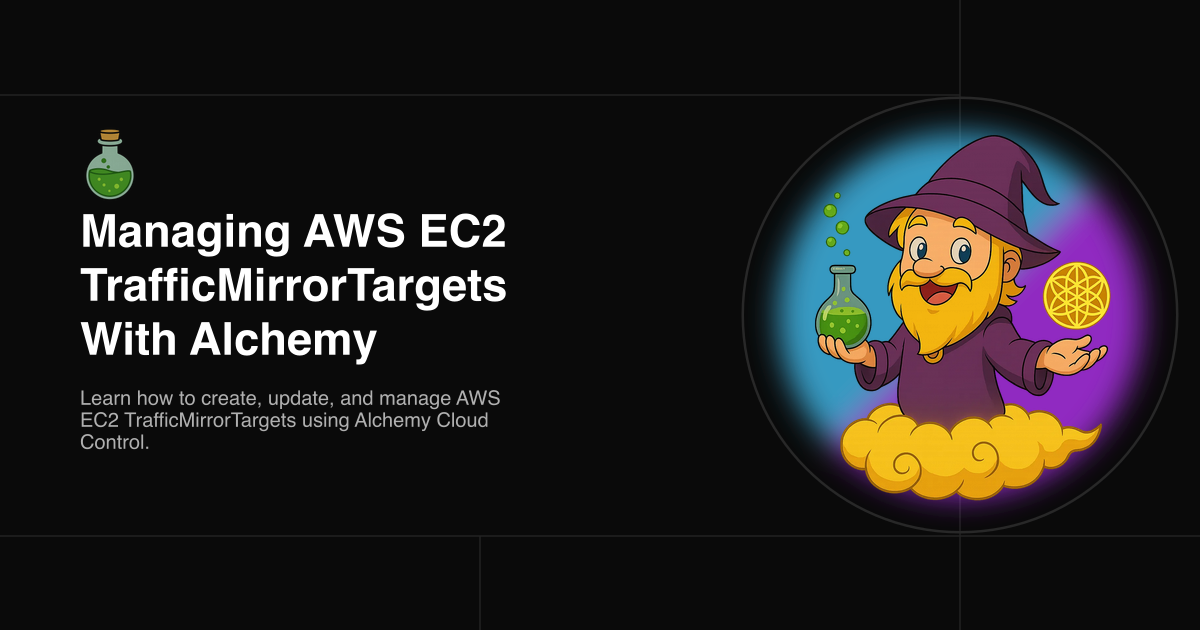 Managing AWS EC2
TrafficMirrorTargets
With Alchemy
Learn how to create, update, and manage AWS
EC2 TrafficMirrorTargets using Alchemy Cloud
Control.